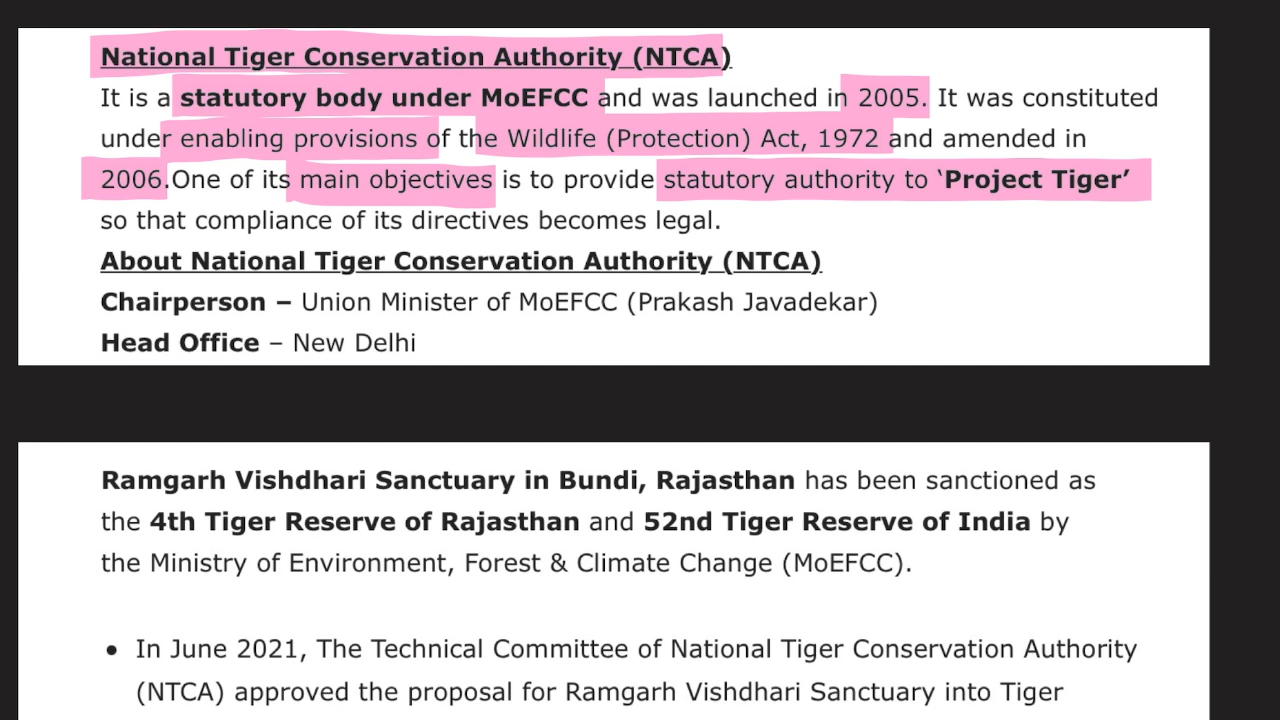 National Tiger Conservation Authority (NTCA)
It is a statutory body under MoEFCC and was launched in 2005. It was constituted
under enabling provisions of the Wildlife (Protection) Act, 1972 and amended in
2006.One of its main objectives is to provide statutory authority to ‘Project Tiger’
so that compliance of its directives becomes legal.
About National Tiger Conservation Authority (NTCA)
Chairperson – Union Minister of MoEFCC (Prakash Javadekar)
Head Office – New Delhi
Ramgarh Vishdhari Sanctuary in Bundi, Rajasthan has been sanctioned as
the 4th Tiger Reserve of Rajasthan and 52nd Tiger Reserve of India by
the Ministry of Environment, Forest & Climate Change (MoEFCC).
• In June 2021, The Technical Committee of National Tiger Conservation Authority
(NTCA) approved the proposal for Ramgarh Vishdhari Sanctuary into Tiger